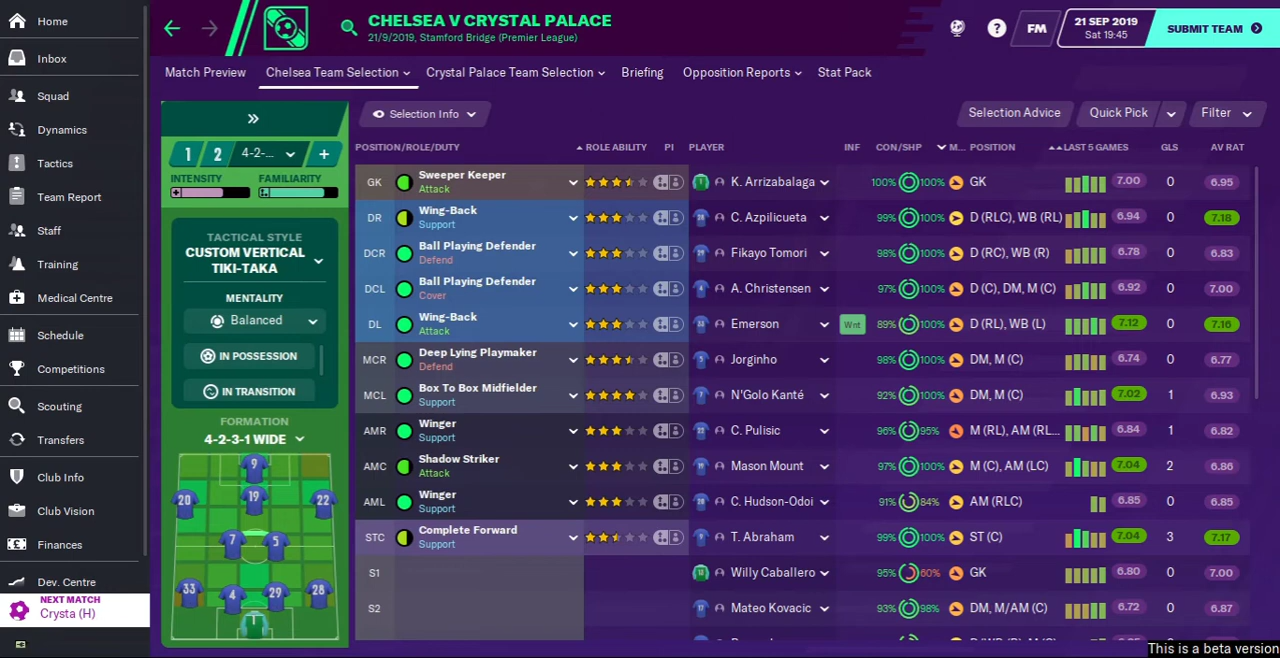 Home
Inbox
Squad
Dynamics
Tactics
Team Report
Staff
Training
Medical Centre
Schedule
Competitions
Scouting
Transfers
Club Info
Club Vision
Finances
Dev. Centre
NEXT MATCH
Crysta (H)
CHELSEA V CRYSTAL PALACE
21/9/2019, Stamford Bridge (Premier League)
? FM
21 SEP 2019
Sat 19:45
SUBMIT TEAM
Match Preview Chelsea Team Selection Crystal Palace Team Selection Briefing Opposition Reports Stat Pack
1 2 4-2-... +
INTENSITY FAMILIARITY
TACTICAL STYLE
CUSTOM VERTICAL
TIKI-TAKA
MENTALITY
Balanced
IN POSSESSION
IN TRANSITION
FORMATION
4-2-3-1 WIDE
9
20 19 22
7 5
33 4 29 28
1
Selection Info Selection Advice Quick Pick Filter
POSITION/ROLE/DUTY ROLE ABILITY PI PLAYER INF CON/SHP M... POSITION LAST 5 GAMES GLS AV RAT
GK Sweeper Keeper Attack K. Arrizabalaga 100% 100% GK 7.00 0 6.95
DR Wing-Back Support C. Azpilicueta 99% 100% D (RLC), WB (RL) 6.94 0 7.18
DCR Ball Playing Defender Defend Fikayo Tomori 98% 100% D (RC), WB (R) 6.78 0 6.83
DCL Ball Playing Defender Cover A. Christensen 97% 100% D (C), DM, M (C) 6.92 0 7.00
DL Wing-Back Attack Emerson Wnt 89% 100% D (RL), WB (L) 7.12 0 7.16
MCR Deep Lying Playmaker Defend Jorginho 98% 100% DM, M (C) 6.74 0 6.77
MCL Box To Box Midfielder Support N'Golo Kanté 92% 100% DM, M (C) 7.02 1 6.93
AMR Winger Support C. Pulisic 96% 95% M (RL), AM (RL... 6.84 1 6.82
AMC Shadow Striker Attack Mason Mount 97% 100% M (C), AM (LC) 7.04 2 6.86
AML Winger Support C. Hudson-Odoi 91% 84% AM (RLC) 6.85 0 6.85
STC Complete Forward Support T. Abraham 99% 100% ST (C) 7.04 3 7.17
S1 Willy Caballero 95% 60% GK 6.80 0 7.00
S2 Mateo Kovacic 93% 98% DM, M/AM (C) 6.72 0 6.87
This is a beta version